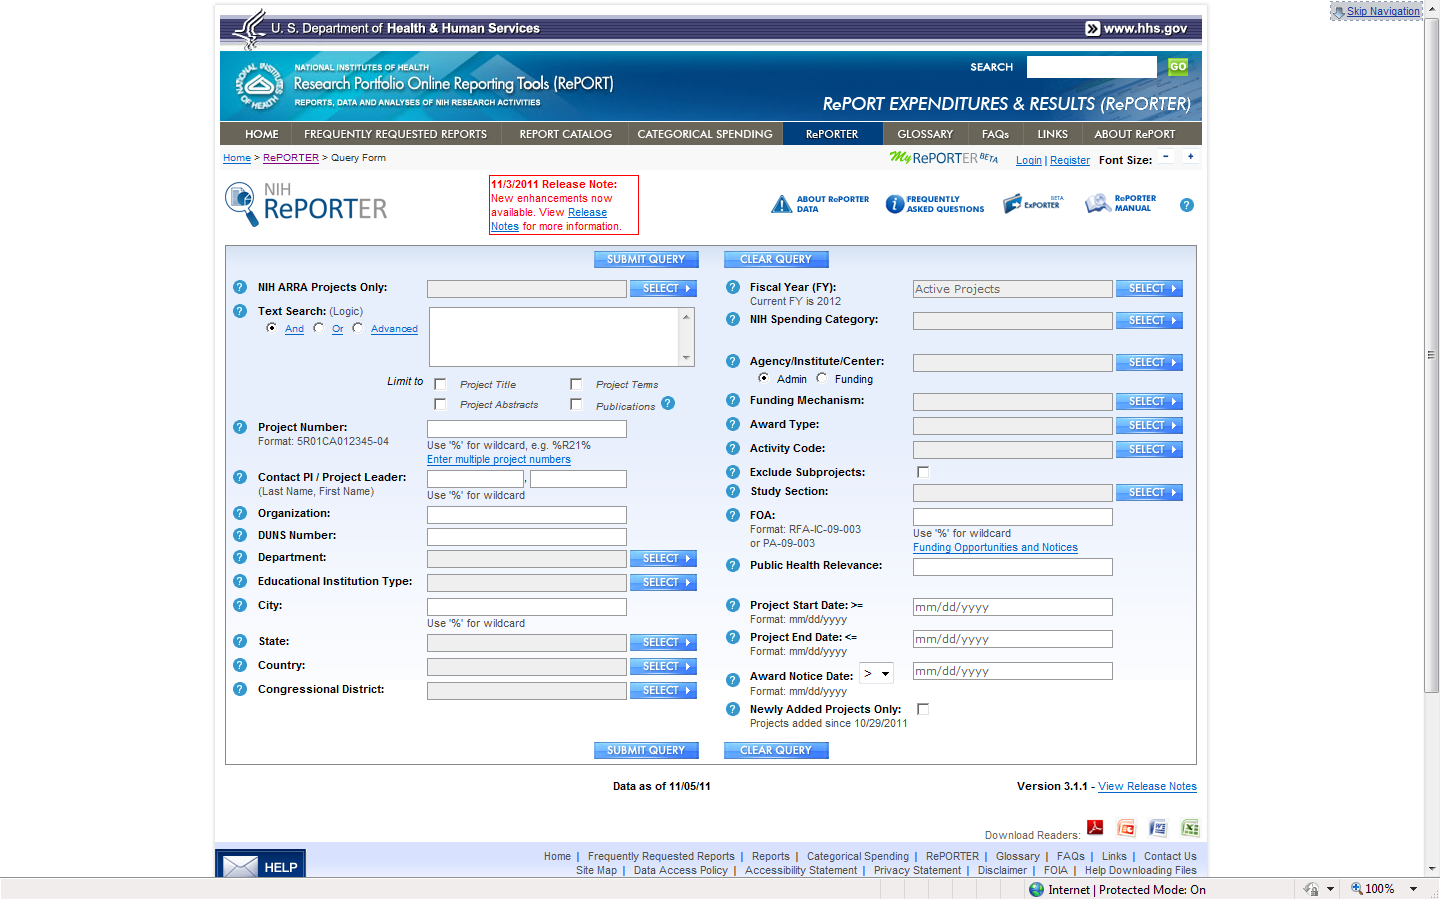 Skip Navigation
U. S. Department of Health & Human Services
www.hhs.gov
NATIONAL INSTITUTES OF HEALTH
Research Portfolio Online Reporting Tools (RePORT)
REPORTS, DATA AND ANALYSES OF NIH RESEARCH ACTIVITIES
NATIONAL INSTITUTES OF HEALTH
SEARCH GO
RePORT EXPENDITURES & RESULTS (RePORTER)
HOME FREQUENTLY REQUESTED REPORTS REPORT CATALOG CATEGORICAL SPENDING RePORTER GLOSSARY FAQs LINKS ABOUT RePORT
Home > RePORTER > Query Form
My RePORTER BETA Login | Register Font Size: - +
NIH
RePORTER
11/3/2011 Release Note:
New enhancements now
available. View Release
Notes for more information.
ABOUT RePORTER
DATA
FREQUENTLY
ASKED QUESTIONS
ExPORTER BETA
RePORTER
MANUAL
?
SUBMIT QUERY CLEAR QUERY
? NIH ARRA Projects Only: SELECT
? Text Search: (Logic)
And Or Advanced
Limit to Project Title Project Terms
Project Abstracts Publications ?
? Project Number:
Format: 5R01CA012345-04
Use '%' for wildcard, e.g. %R21%
Enter multiple project numbers
? Contact PI / Project Leader: ,
(Last Name, First Name)
Use '%' for wildcard
? Organization:
? DUNS Number:
? Department: SELECT
? Educational Institution Type: SELECT
? City:
Use '%' for wildcard
? State: SELECT
? Country: SELECT
? Congressional District: SELECT
? Fiscal Year (FY): Active Projects SELECT
Current FY is 2012
? NIH Spending Category: SELECT
? Agency/Institute/Center: SELECT
Admin Funding
? Funding Mechanism: SELECT
? Award Type: SELECT
? Activity Code: SELECT
? Exclude Subprojects:
? Study Section: SELECT
? FOA:
Format: RFA-IC-09-003
or PA-09-003
Use '%' for wildcard
Funding Opportunities and Notices
? Public Health Relevance:
? Project Start Date: >= mm/dd/yyyy
Format: mm/dd/yyyy
? Project End Date: <= mm/dd/yyyy
Format: mm/dd/yyyy
? Award Notice Date: > mm/dd/yyyy
Format: mm/dd/yyyy
? Newly Added Projects Only:
Projects added since 10/29/2011
SUBMIT QUERY CLEAR QUERY
Data as of 11/05/11
Version 3.1.1 - View Release Notes
Download Readers:
HELP
Home | Frequently Requested Reports | Reports | Categorical Spending | RePORTER | Glossary | FAQs | Links | Contact Us
Site Map | Data Access Policy | Accessibility Statement | Privacy Statement | Disclaimer | FOIA | Help Downloading Files
Internet | Protected Mode: On
100%